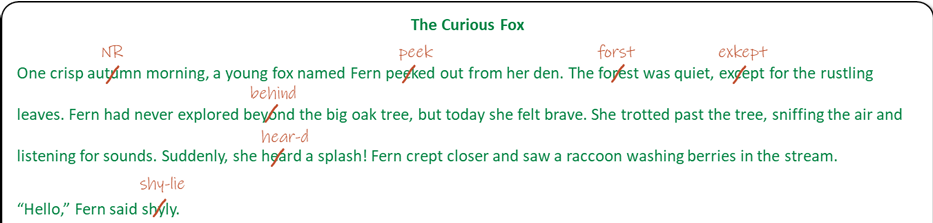 The Curious Fox
NR peek forst exkept
One crisp autumn morning, a young fox named Fern peeked out from her den. The forest was quiet, except for the rustling
behind
leaves. Fern had never explored beyond the big oak tree, but today she felt brave. She trotted past the tree, sniffing the air and
hear-d
listening for sounds. Suddenly, she heard a splash! Fern crept closer and saw a raccoon washing berries in the stream.
shy-lie
“Hello,” Fern said shyly.